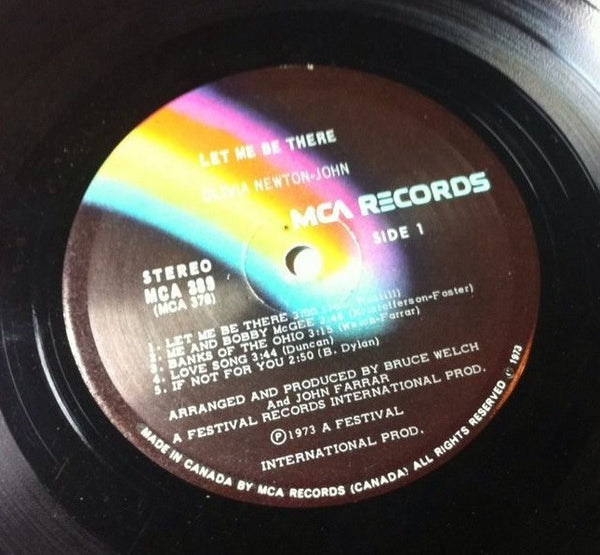 LET ME BE THERE
OLIVIA NEWTON-JOHN
MCA RECORDS
STEREO
MCA 389
(MCA 378)
SIDE 1
1. LET ME BE THERE 3:00
2. ME AND BOBBY McGEE 3:44 (Kristofferson-Foster)
3. BANKS OF THE OHIO 3:15 (Welch-Farrar)
4. LOVE SONG 3:44 (Duncan)
5. IF NOT FOR YOU 2:50 (B. Dylan)
ARRANGED AND PRODUCED BY BRUCE WELCH
And JOHN FARRAR
A FESTIVAL RECORDS INTERNATIONAL PROD.
Ⓟ1973 A FESTIVAL
INTERNATIONAL PROD.
MADE IN CANADA BY MCA RECORDS (CANADA) ALL RIGHTS RESERVED Ⓟ 1973